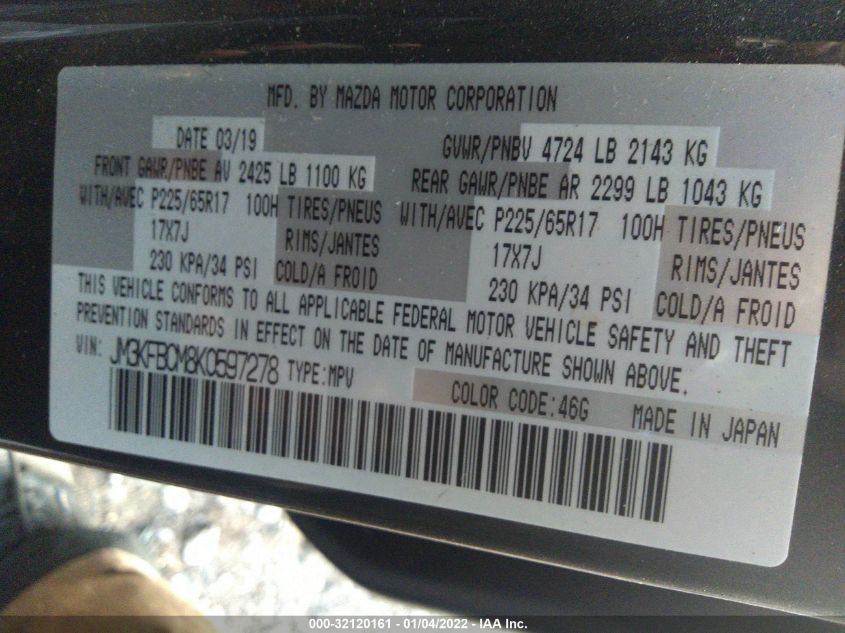 MFD. BY MAZDA MOTOR CORPORATION
DATE 03/19
GVWR/PNBV 4724 LB 2143 KG
FRONT GAWR/PNBE AV 2425 LB 1100 KG
REAR GAWR/PNBE AR 2299 LB 1043 KG
WITH/AVEC P225/65R17 100H TIRES/PNEUS
17X7J RIMS/JANTES
230 KPA/34 PSI COLD/A FROID
WITH/AVEC P225/65R17 100H TIRES/PNEUS
17X7J RIMS/JANTES
230 KPA/34 PSI COLD/A FROID
THIS VEHICLE CONFORMS TO ALL APPLICABLE FEDERAL MOTOR VEHICLE SAFETY AND THEFT
PREVENTION STANDARDS IN EFFECT ON THE DATE OF MANUFACTURE SHOWN ABOVE.
VIN: JM3KFBCM8K0597278 TYPE:MPV
COLOR CODE:46G MADE IN JAPAN
000-32120161 - 01/04/2022 - IAA Inc.